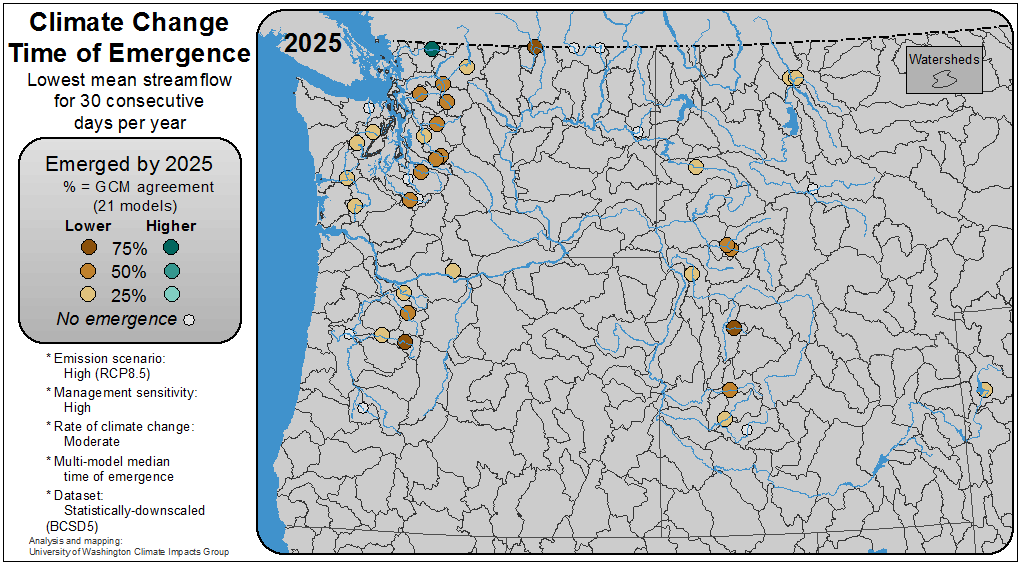 Climate Change
Time of Emergence
Lowest mean streamflow
for 30 consecutive
days per year
Emerged by 2025
% = GCM agreement
(21 models)
Lower Higher
75%
50%
25%
No emergence
* Emission scenario:
High (RCP8.5)
* Management sensitivity:
High
* Rate of climate change:
Moderate
* Multi-model median
time of emergence
* Dataset:
Statistically-downscaled
(BCSD5)
Analysis and mapping:
University of Washington Climate Impacts Group
2025
Watersheds